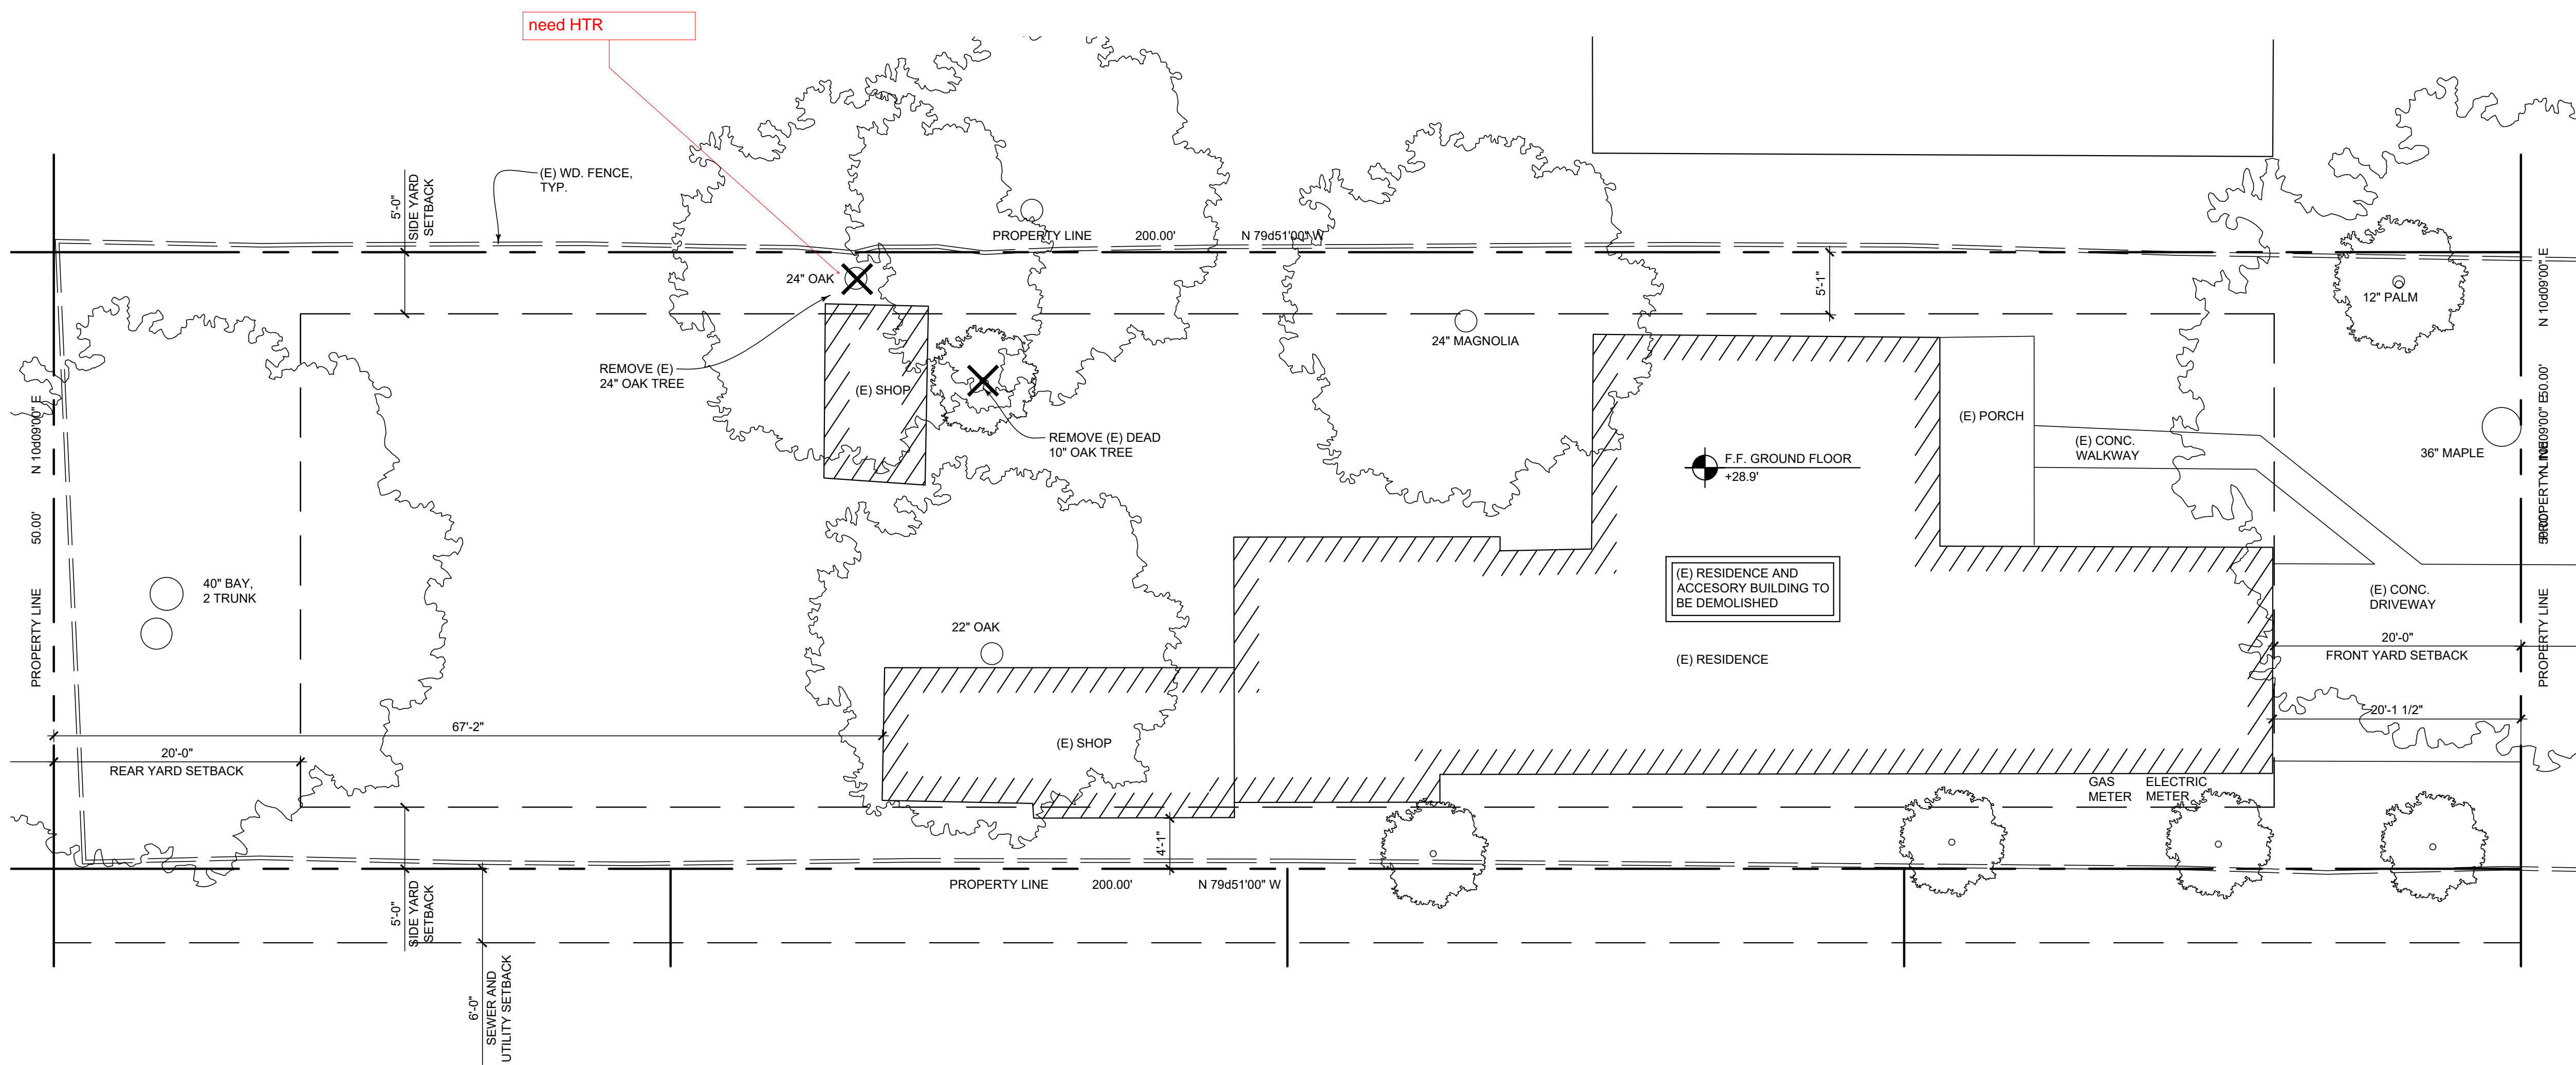 need HTR
(E) WD. FENCE,
TYP.
5'-0"
SIDE YARD
SETBACK
PROPERTY LINE 200.00' N 79d51'00" W
24" OAK
5'-1"
12" PALM
24" MAGNOLIA
REMOVE (E)
24" OAK TREE
(E) SHOP
REMOVE (E) DEAD
10" OAK TREE
(E) PORCH
(E) CONC.
WALKWAY
36" MAPLE
F.F. GROUND FLOOR
+28.9'
PROPERTY LINE 50.00' N 10d09'00" E
40" BAY,
2 TRUNK
22" OAK
(E) RESIDENCE AND
ACCESORY BUILDING TO
BE DEMOLISHED
(E) RESIDENCE
(E) CONC.
DRIVEWAY
20'-0"
FRONT YARD SETBACK
20'-1 1/2"
PROPERTY LINE
50.00'
N 10d09'00" E
67'-2"
20'-0"
REAR YARD SETBACK
(E) SHOP
GAS
METER
ELECTRIC
METER
4'-1"
PROPERTY LINE 200.00' N 79d51'00" W
5'-0"
SIDE YARD
SETBACK
6'-0"
SEWER AND
UTILITY SETBACK